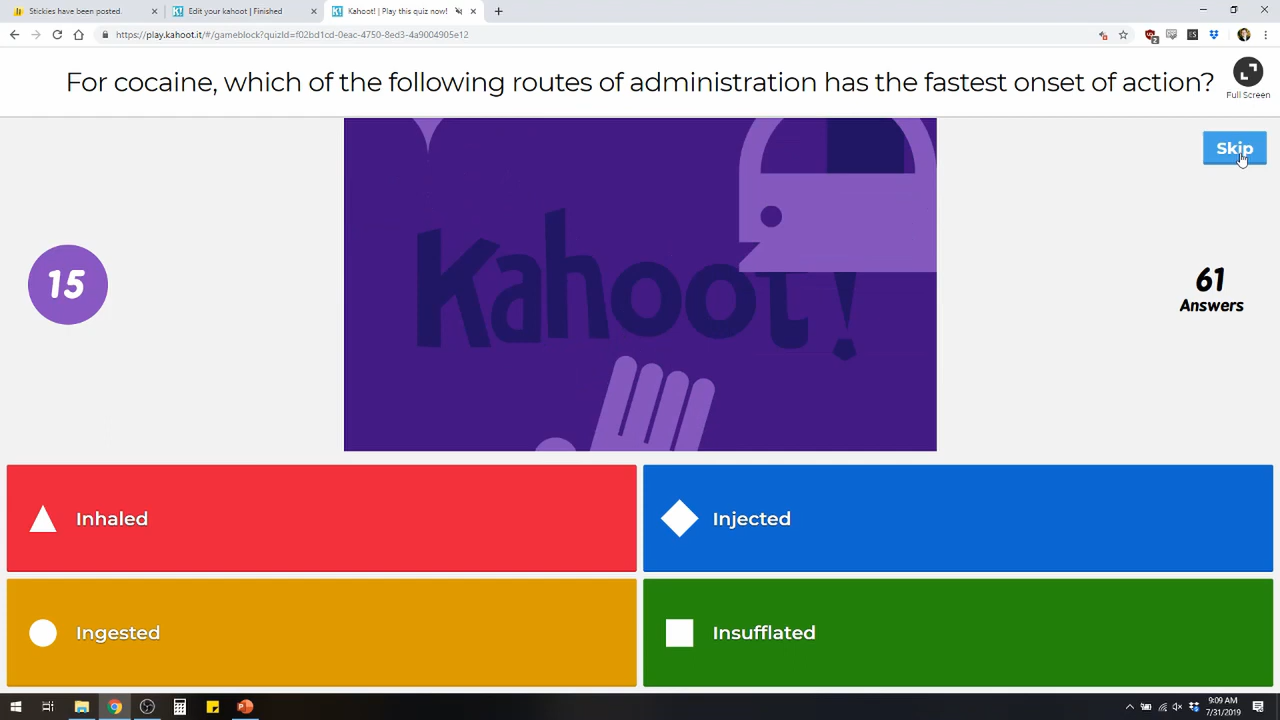 Stickies have been posted.
Edit your kahoot | Finished
Kahoot! | Play this quiz now!
https://play.kahoot.it/#/gameblock?quizId=f02bd1cd-0eac-4750-8ed3-4a9004905e12
For cocaine, which of the following routes of administration has the fastest onset of action?
Full Screen
Skip
Kahoot!
15
61
Answers
Inhaled
Injected
Ingested
Insufflated
9:09 AM
7/31/2019